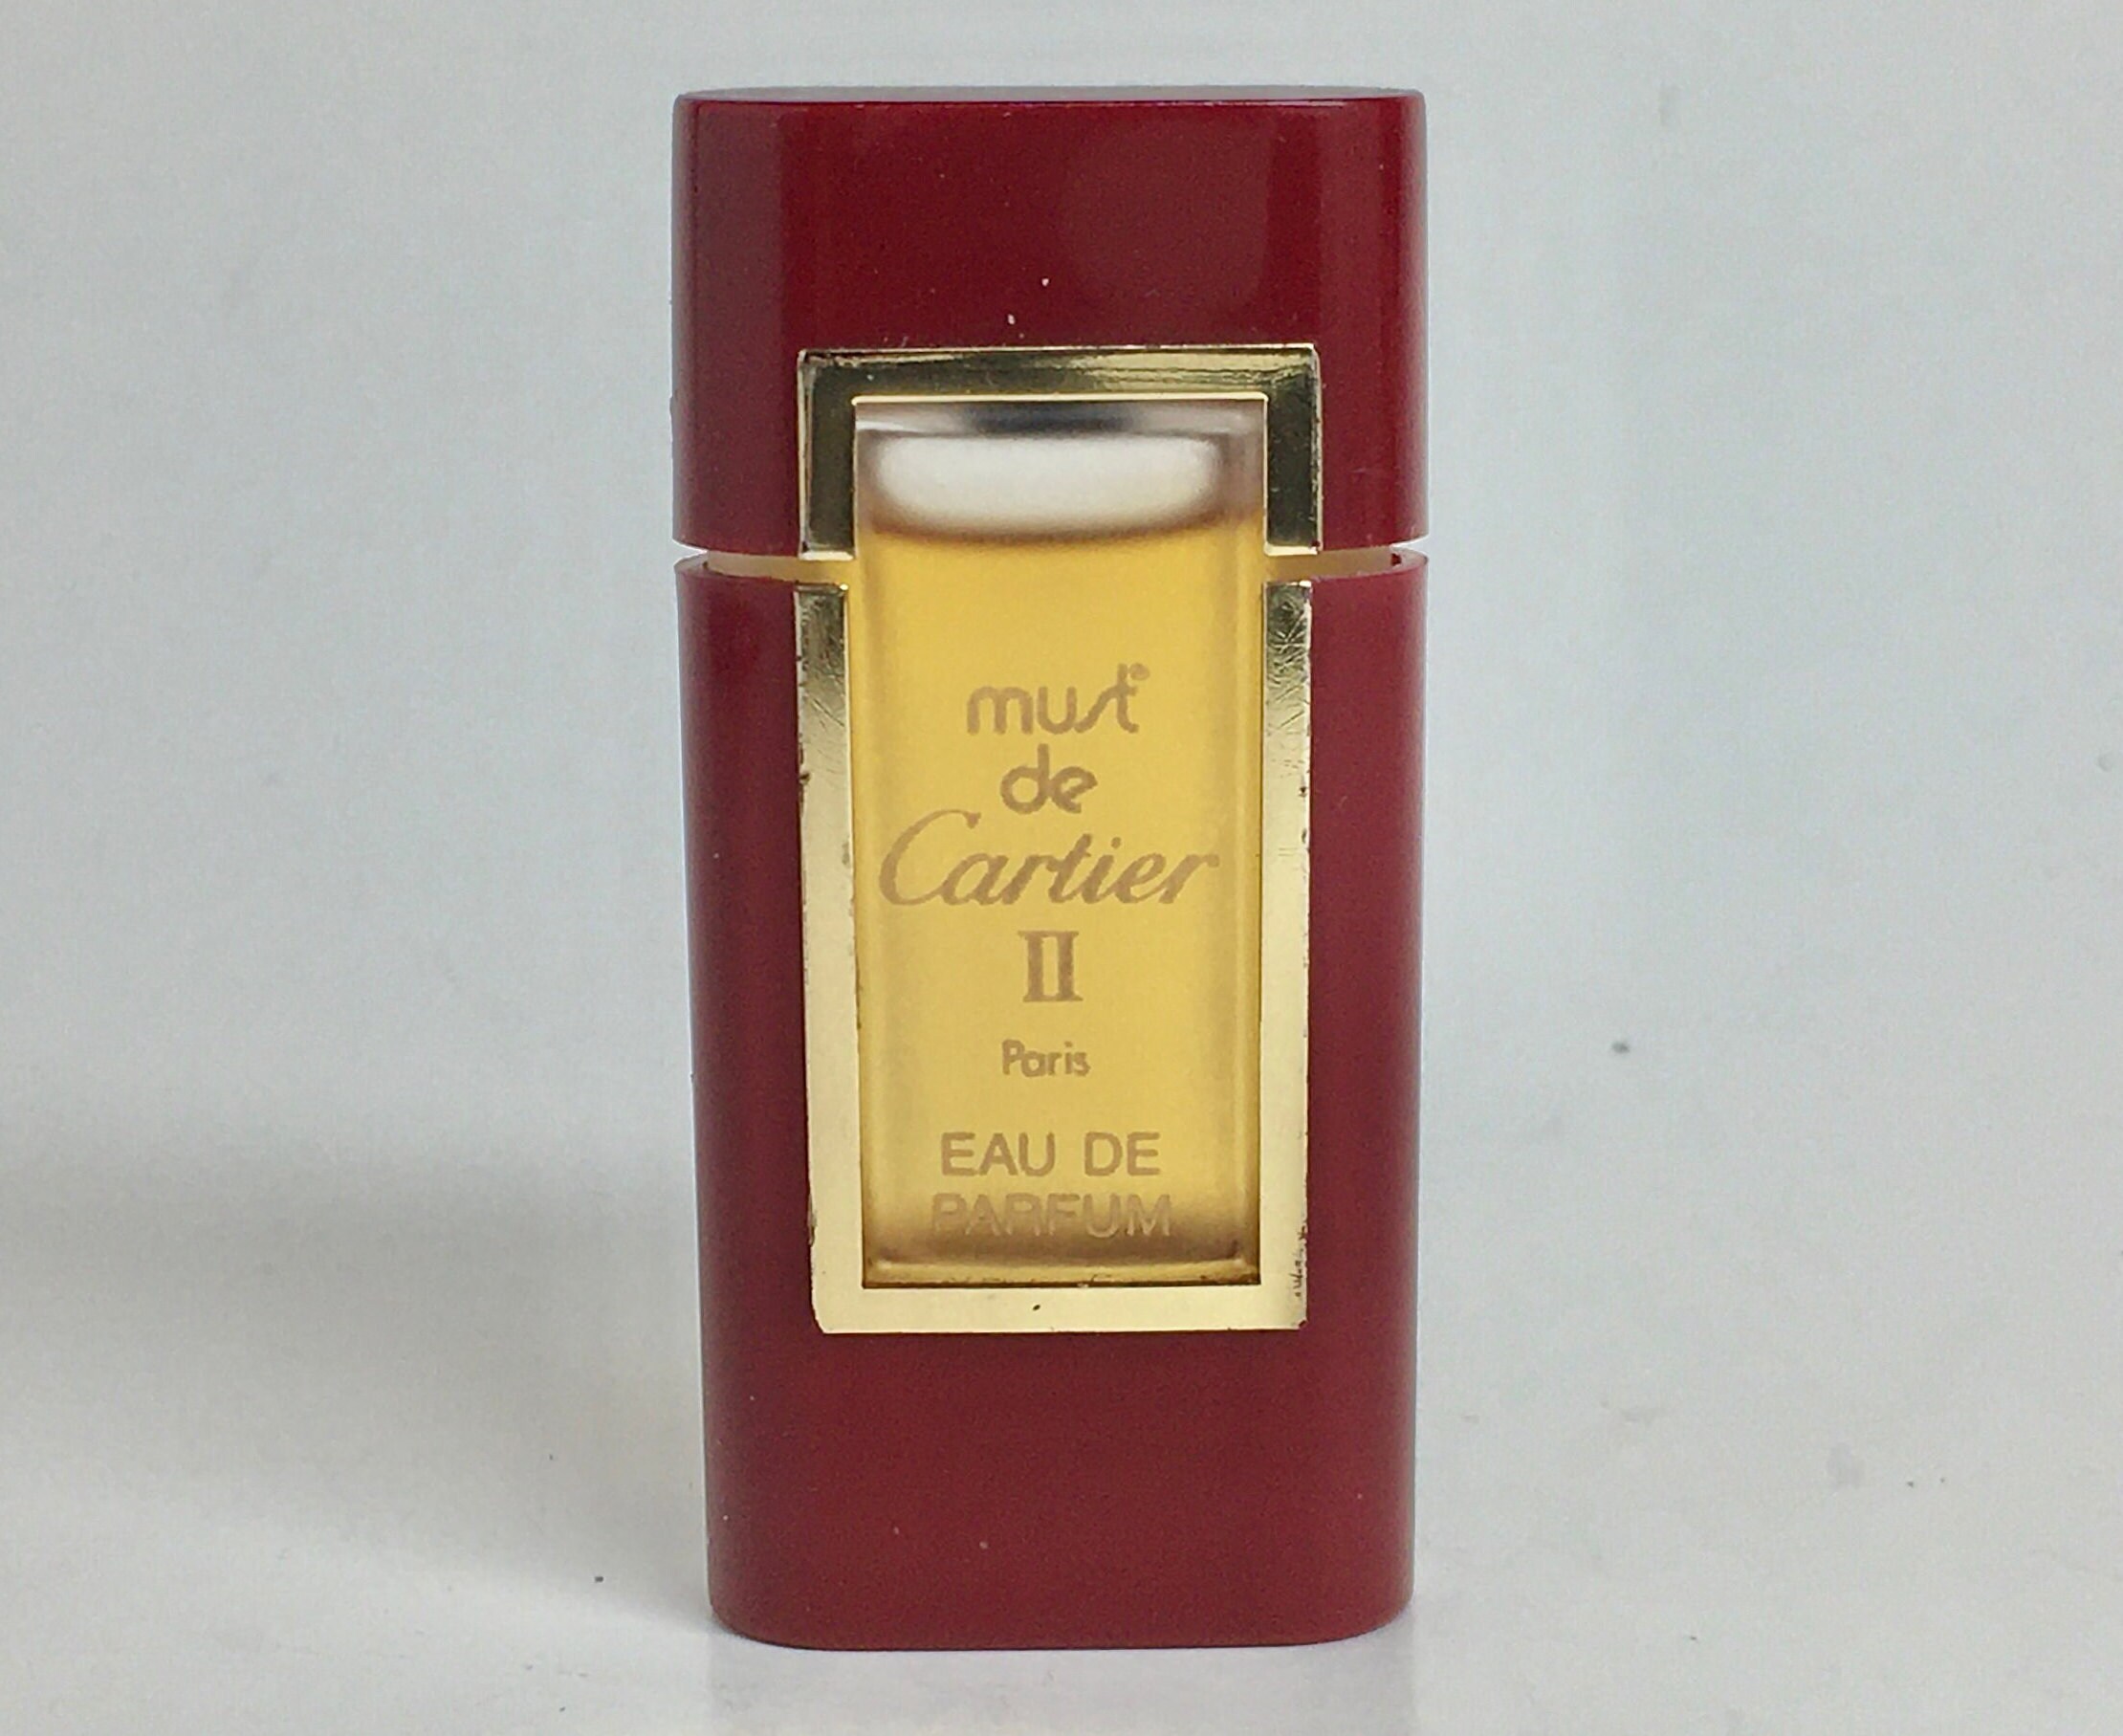 must®
de
Cartier
II
Paris
EAU DE
PARFUM